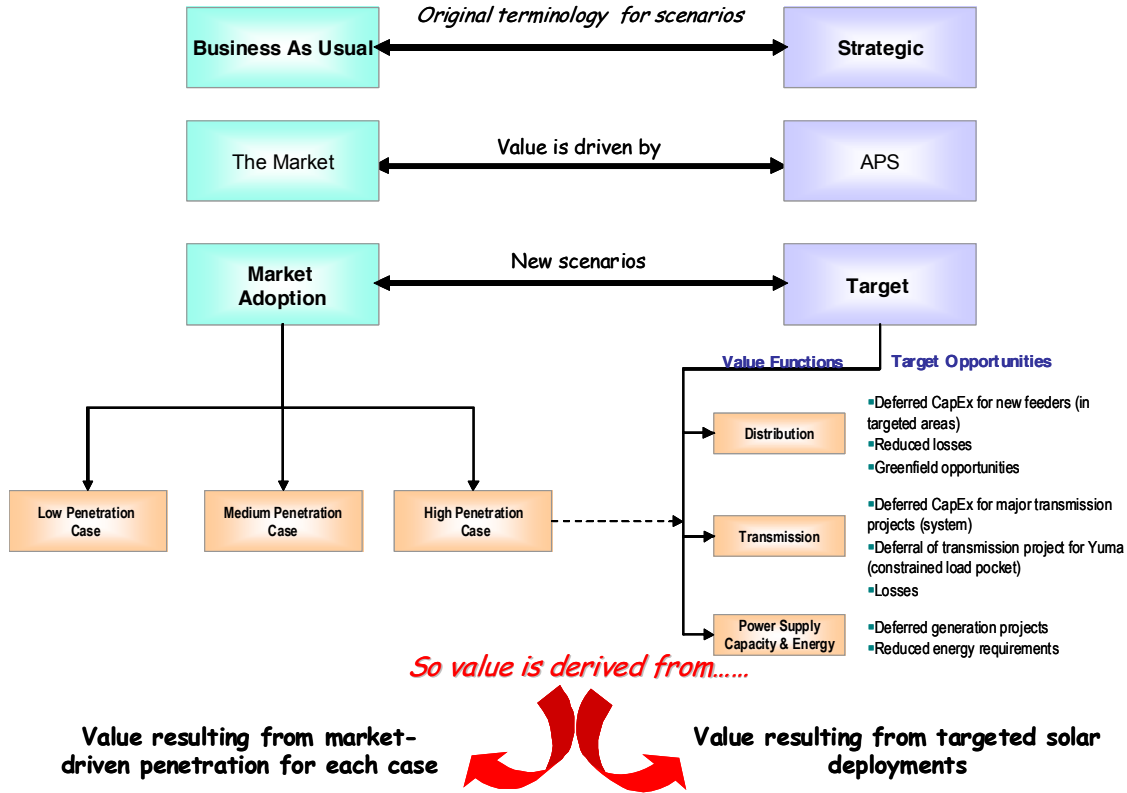 Original terminology for scenarios
Business As Usual
Strategic
Value is driven by
The Market
APS
New scenarios
Market
Adoption
Target
Value Functions
Target Opportunities
Distribution
▪Deferred CapEx for new feeders (in
targeted areas)
▪Reduced losses
▪Greenfield opportunities
Low Penetration
Case
Medium Penetration
Case
High Penetration
Case
Transmission
▪Deferred CapEx for major transmission
projects (system)
▪Deferral of transmission project for Yuma
(constrained load pocket)
▪Losses
Power Supply
Capacity & Energy
▪Deferred generation projects
▪Reduced energy requirements
So value is derived from......
Value resulting from market-
driven penetration for each case
Value resulting from targeted solar
deployments